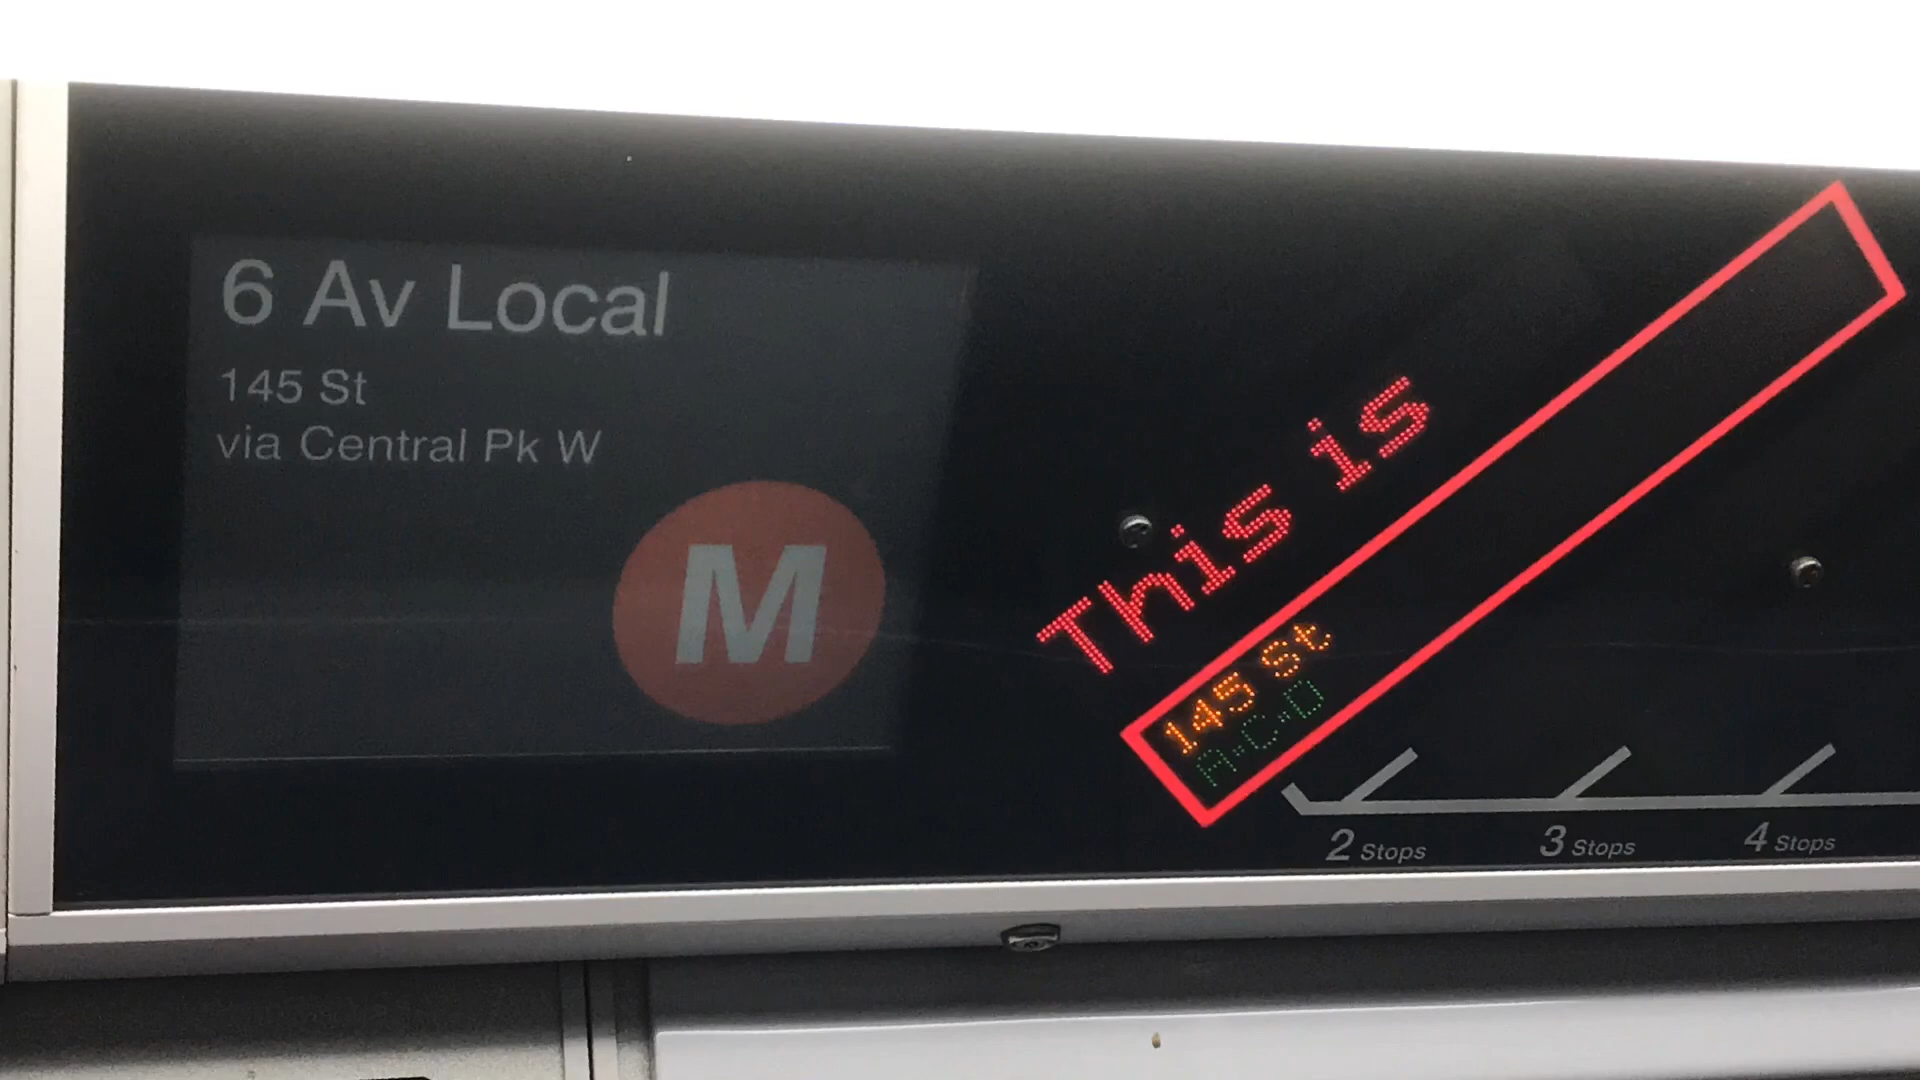 6 Av Local
145 St
via Central Pk W
M
This is
145 St
A·C·D
2 Stops
3 Stops
4 Stops